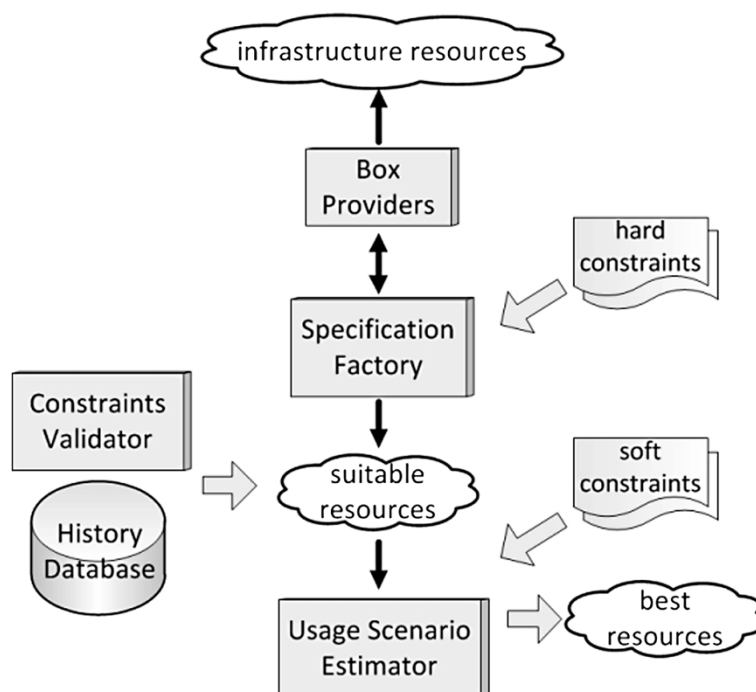 infrastructure resources
Box
Providers
hard
constraints
Specification
Factory
Constraints
Validator
suitable
resources
soft
constraints
History
Database
Usage Scenario
Estimator
best
resources